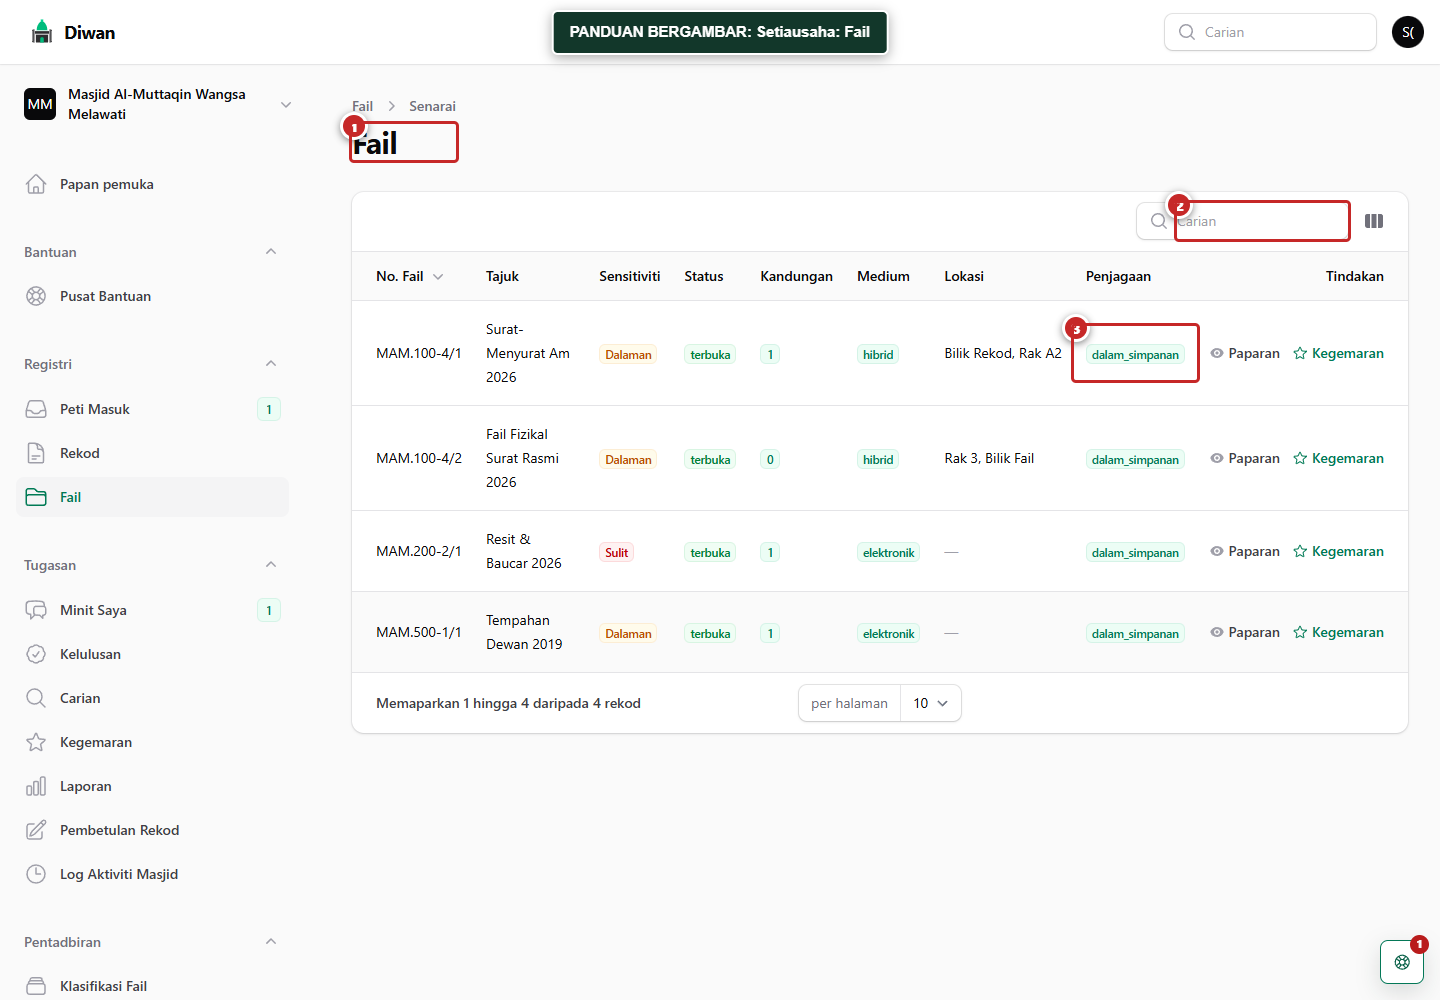 Diwan
PANDUAN BERGAMBAR: Setiausaha: Fail
Carian
S(
MM
Masjid Al-Muttaqin Wangsa Melawati
Papan pemuka
Bantuan
Pusat Bantuan
Registri
Peti Masuk 1
Rekod
Fail
Tugasan
Minit Saya 1
Kelulusan
Carian
Kegemaran
Laporan
Pembetulan Rekod
Log Aktiviti Masjid
Pentadbiran
Klasifikasi Fail
Fail > Senarai
1
Fail
2
Carian
No. Fail Tajuk Sensitiviti Status Kandungan Medium Lokasi Penjagaan Tindakan
3
MAM.100-4/1 Surat-Menyurat Am 2026 Dalaman terbuka 1 hibrid Bilik Rekod, Rak A2 dalam_simpanan Paparan Kegemaran
MAM.100-4/2 Fail Fizikal Surat Rasmi 2026 Dalaman terbuka 0 hibrid Rak 3, Bilik Fail dalam_simpanan Paparan Kegemaran
MAM.200-2/1 Resit & Baucar 2026 Sulit terbuka 1 elektronik — dalam_simpanan Paparan Kegemaran
MAM.500-1/1 Tempahan Dewan 2019 Dalaman terbuka 1 elektronik — dalam_simpanan Paparan Kegemaran
Memaparkan 1 hingga 4 daripada 4 rekod
per halaman 10
1